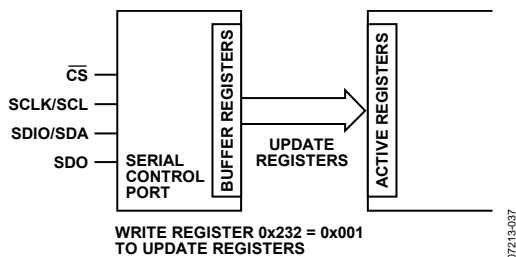 CS
SCLK/SCL
SDIO/SDA
SDO
SERIAL
CONTROL
PORT
BUFFER REGISTERS
UPDATE
REGISTERS
ACTIVE REGISTERS
WRITE REGISTER 0x232 = 0x001
TO UPDATE REGISTERS
07213-037